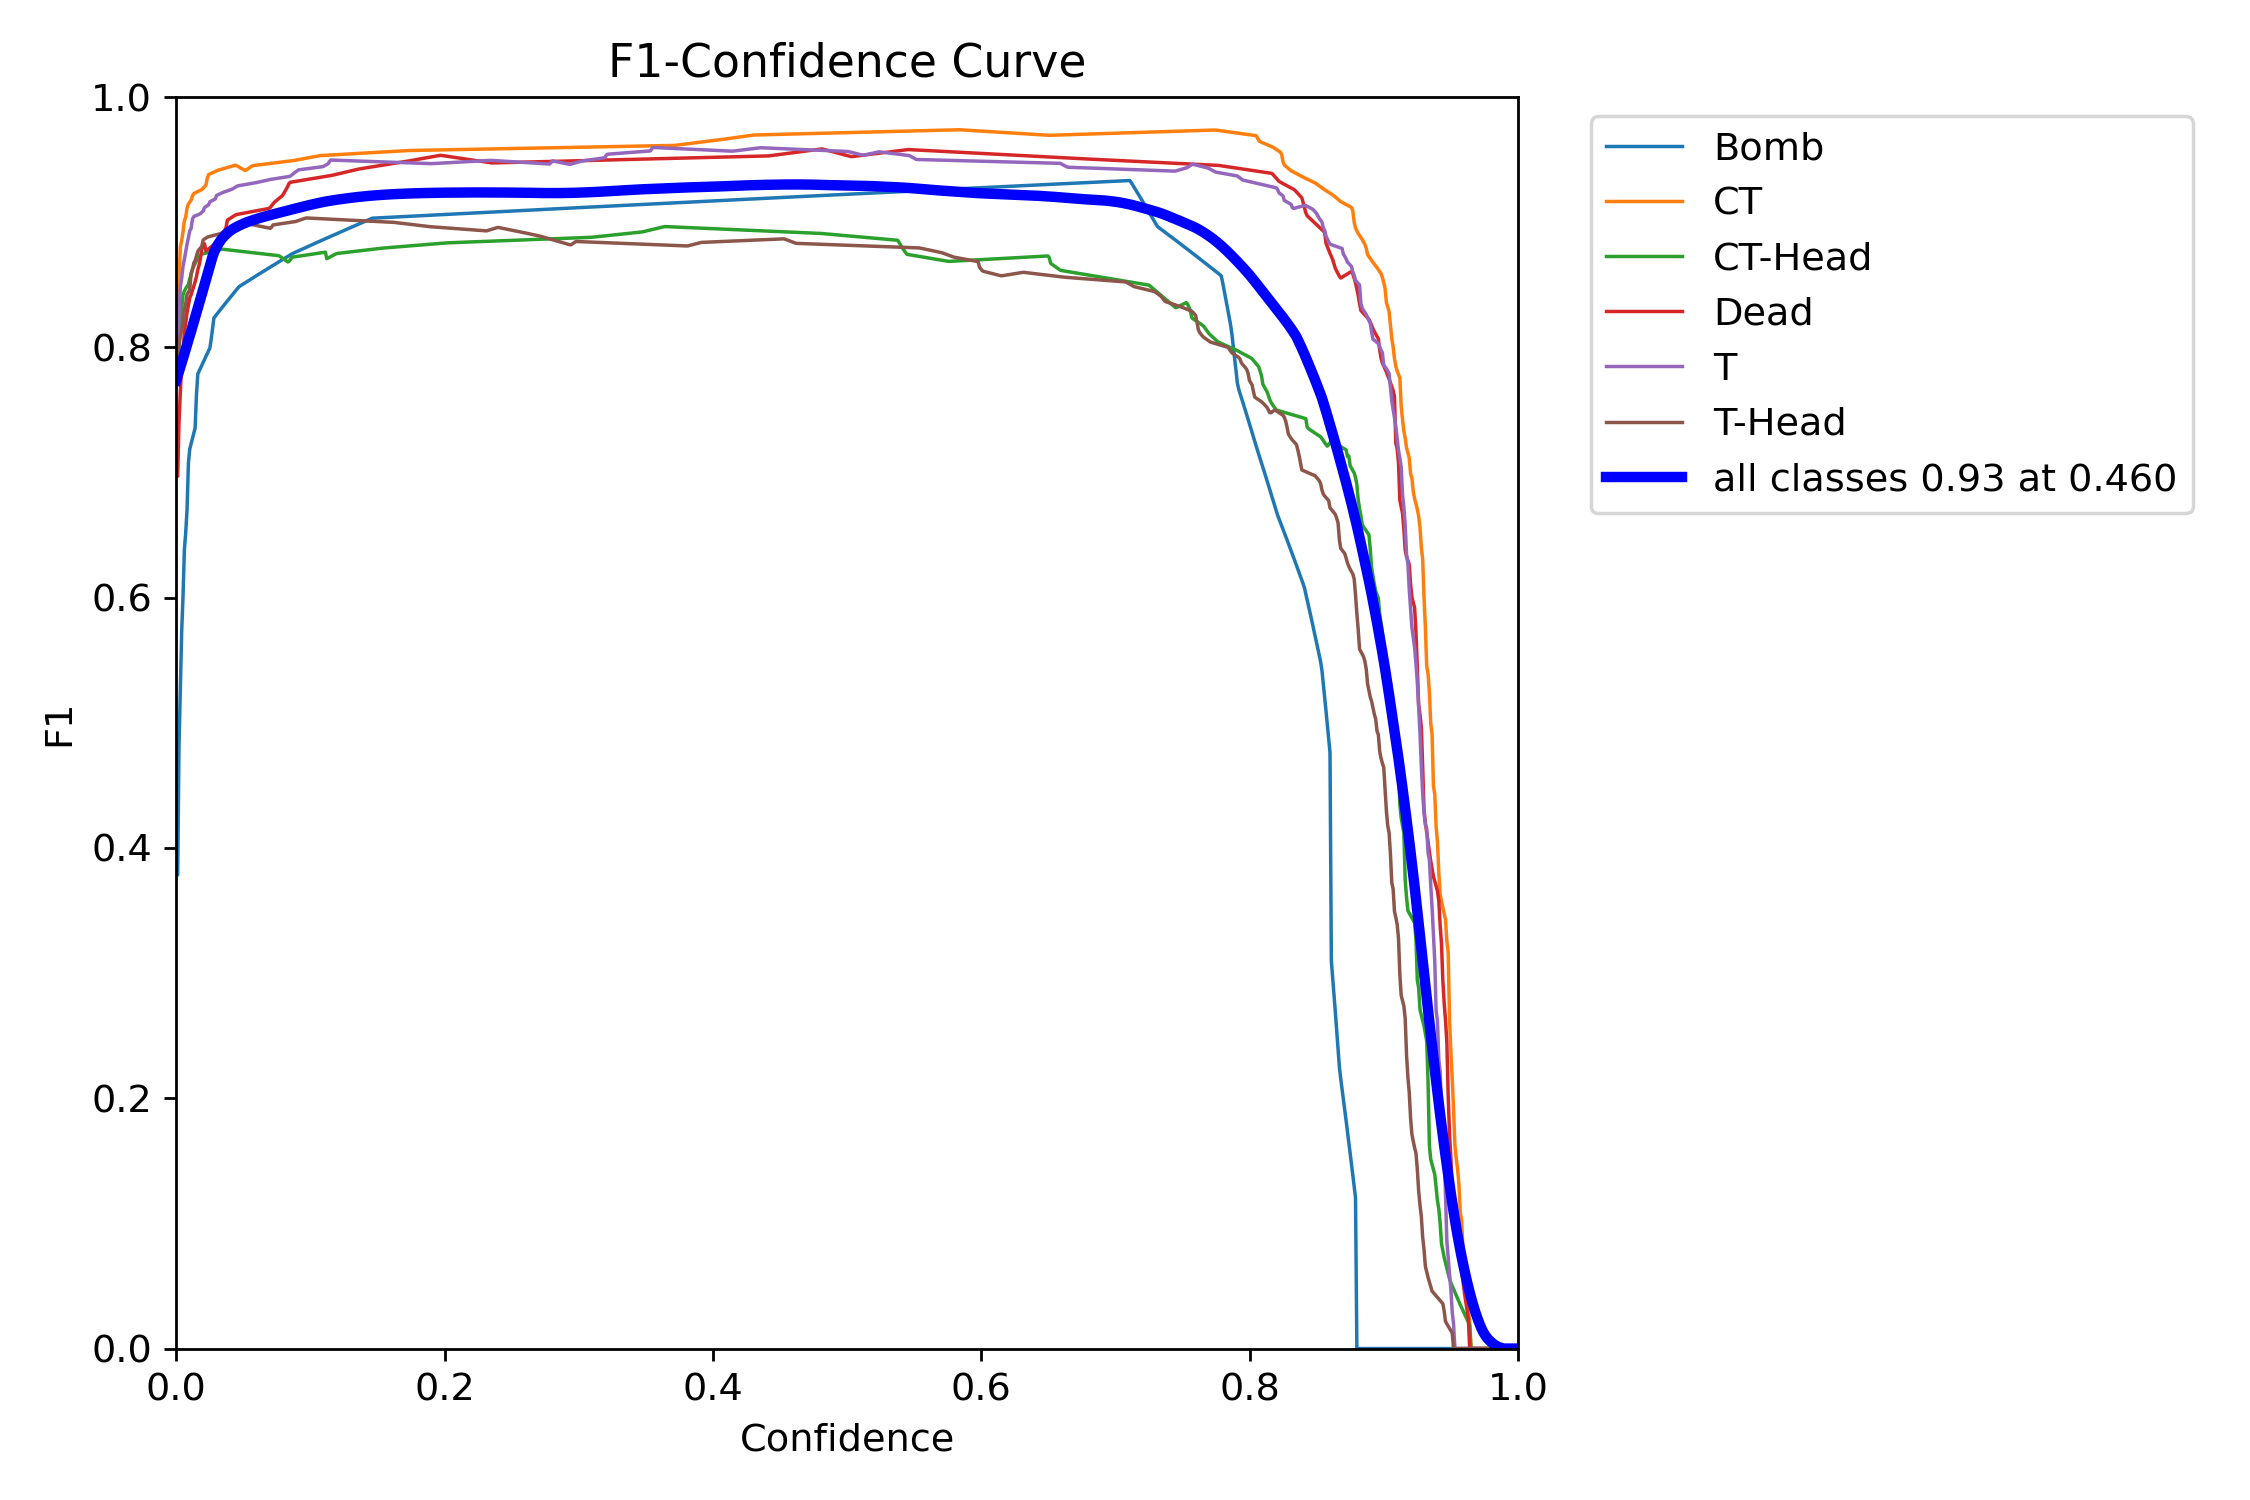 F1-Confidence Curve
1.0
0.8
0.6
0.4
0.2
0.0
F1
0.0 0.2 0.4 0.6 0.8 1.0
Confidence
Bomb
CT
CT-Head
Dead
T
T-Head
all classes 0.93 at 0.460